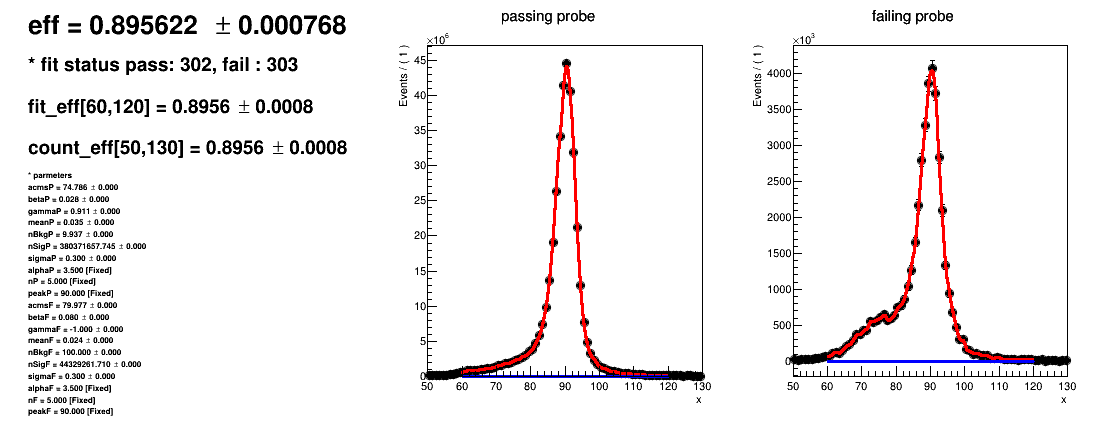 eff = 0.895622 ± 0.000768
* fit status pass: 302, fail : 303
fit_eff[60,120] = 0.8956 ± 0.0008
count_eff[50,130] = 0.8956 ± 0.0008
* parmeters
acmsP = 74.786 ± 0.000
betaP = 0.028 ± 0.000
gammaP = 0.911 ± 0.000
meanP = 0.035 ± 0.000
nBkgP = 9.937 ± 0.000
nSigP = 380371657.745 ± 0.000
sigmaP = 0.300 ± 0.000
alphaP = 3.500 [Fixed]
nP = 5.000 [Fixed]
peakP = 90.000 [Fixed]
acmsF = 79.977 ± 0.000
betaF = 0.080 ± 0.000
gammaF = -1.000 ± 0.000
meanF = 0.024 ± 0.000
nBkgF = 100.000 ± 0.000
nSigF = 44329261.710 ± 0.000
sigmaF = 0.300 ± 0.000
alphaF = 3.500 [Fixed]
nF = 5.000 [Fixed]
peakF = 90.000 [Fixed]
passing probe
×10⁶
Events / ( 1 )
45
40
35
30
25
20
15
10
5
0
50 60 70 80 90 100 110 120 130
x
failing probe
×10³
Events / ( 1 )
4000
3500
3000
2500
2000
1500
1000
500
0
50 60 70 80 90 100 110 120 130
x